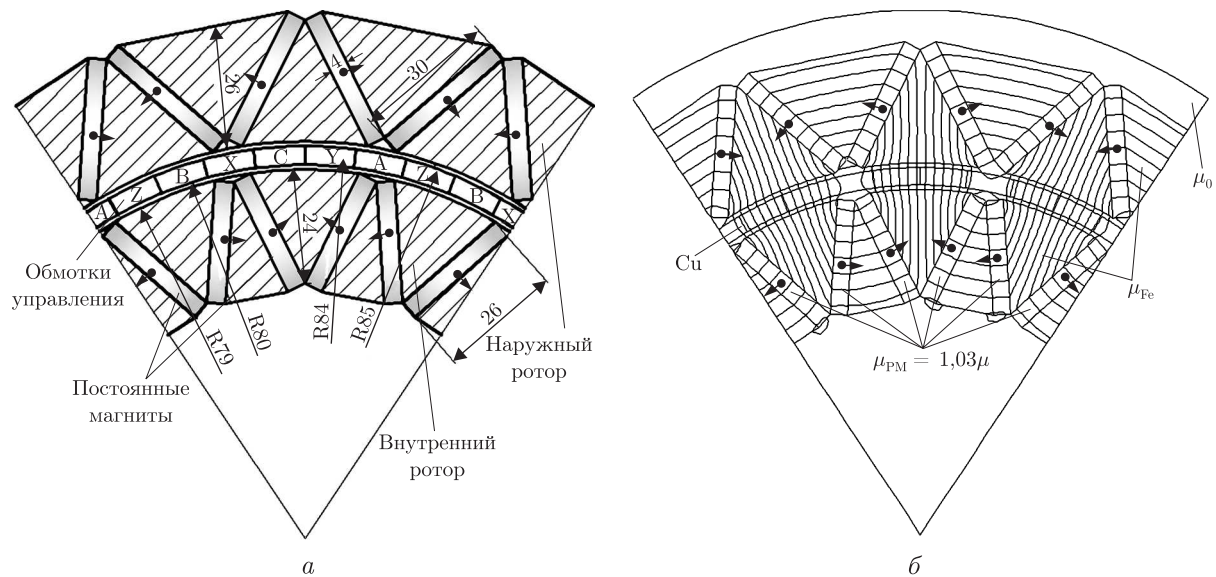 26
4
30
A
Z
B
X
C
Y
A
Z
B
X
24
Обмотки
управления
R79
R80
R84
R85
26
Наружный
ротор
Постоянные
магниты
Внутренний
ротор
а
μ₀
Cu
μFe
μPM = 1,03μ
б